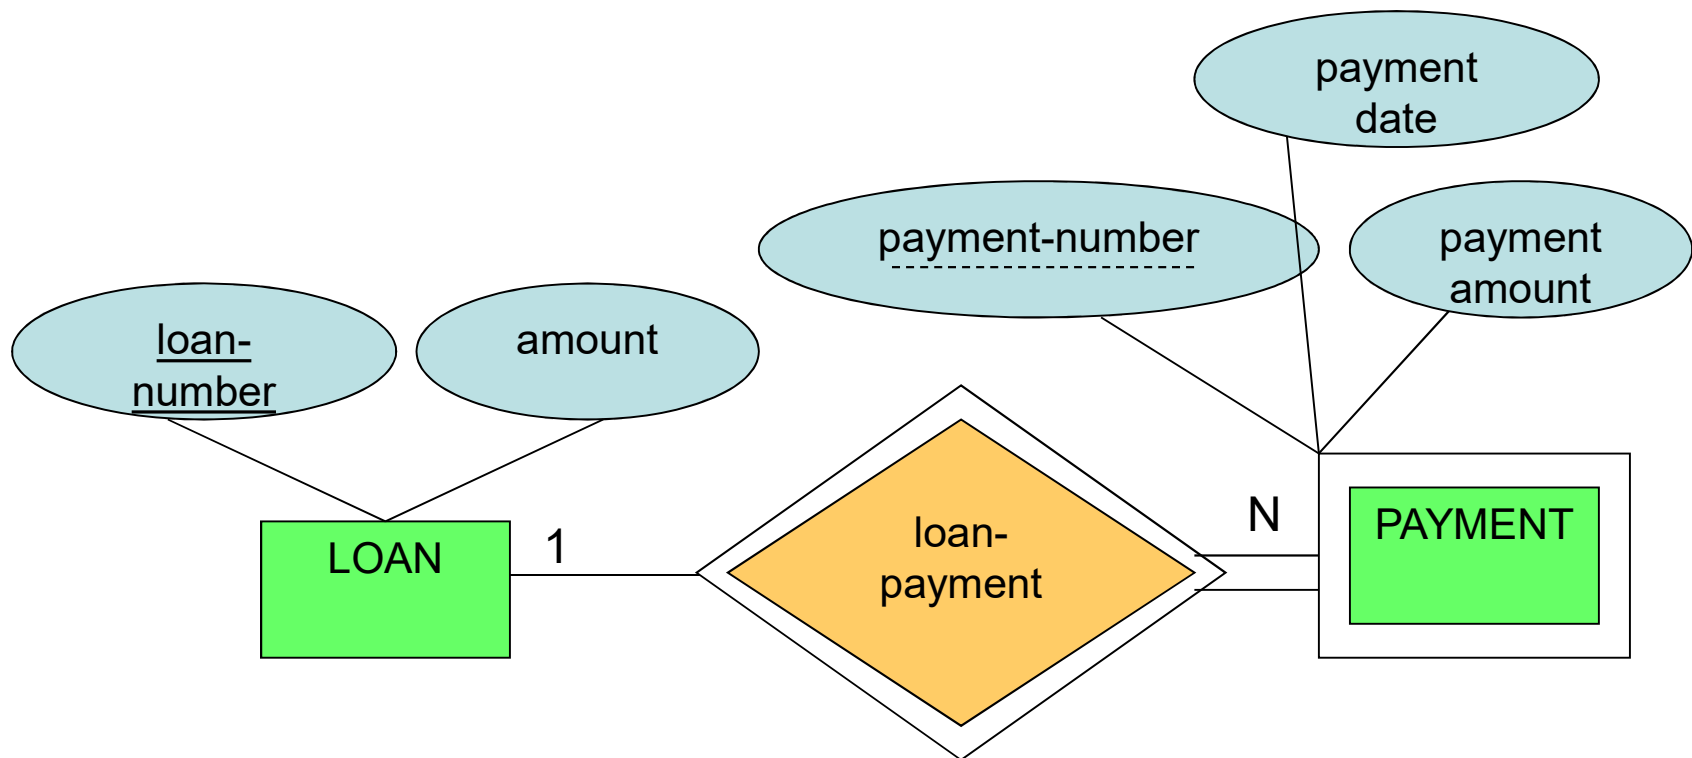 payment
date
payment-number
payment
amount
loan-
number
amount
LOAN
1
loan-
payment
N
PAYMENT